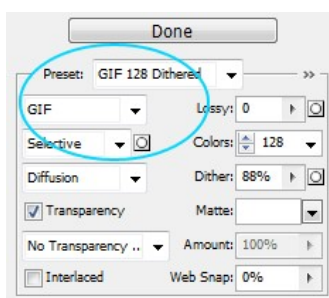 Done
Preset: GIF 128 Dithered
GIF Lossy: 0
Selective Colors: 128
Diffusion Dither: 88%
Transparency Matte:
No Transparency .. Amount: 100%
Interlaced Web Snap: 0%